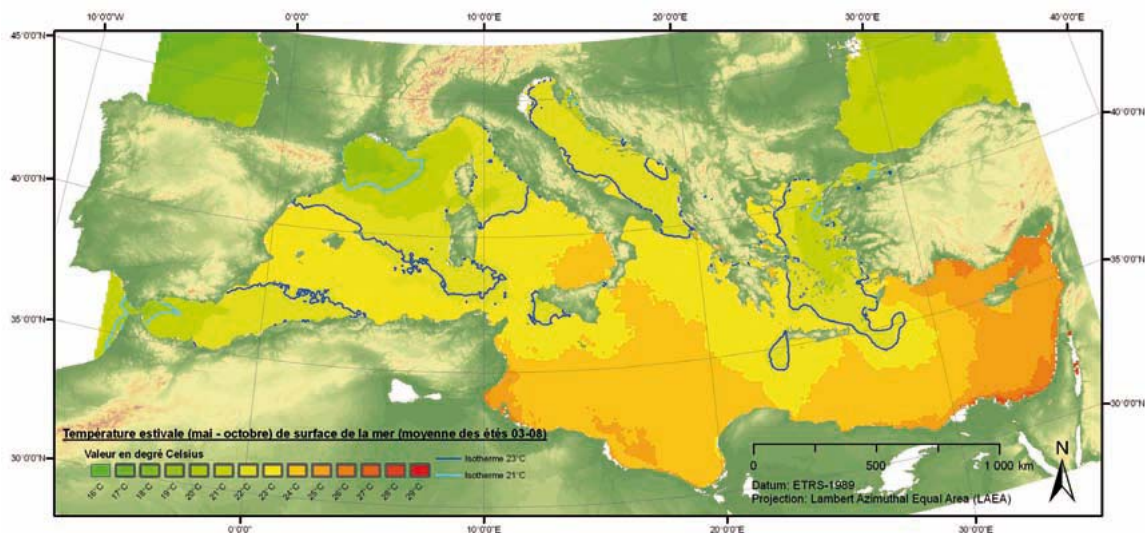 10°0'0"W 0°0'0"E 10°0'0"E 20°0'0"E 30°0'0"E 40°0'0"E
45°0'0"N
40°0'0"N
40°0'0"N
35°0'0"N
35°0'0"N
30°0'0"N
30°0'0"N
Température estivale (mai - octobre) de surface de la mer (moyenne des étés 03-08)
Valeur en degré Celsius
Isotherme 23°C
Isotherme 21°C
16°C 17°C 18°C 19°C 20°C 21°C 22°C 23°C 24°C 25°C 26°C 27°C 28°C 29°C
0 500 1 000 km
N
Datum: ETRS-1989
Projection: Lambert Azimuthal Equal Area (LAEA)
0°0'0"E 10°0'0"E 20°0'0"E 30°0'0"E